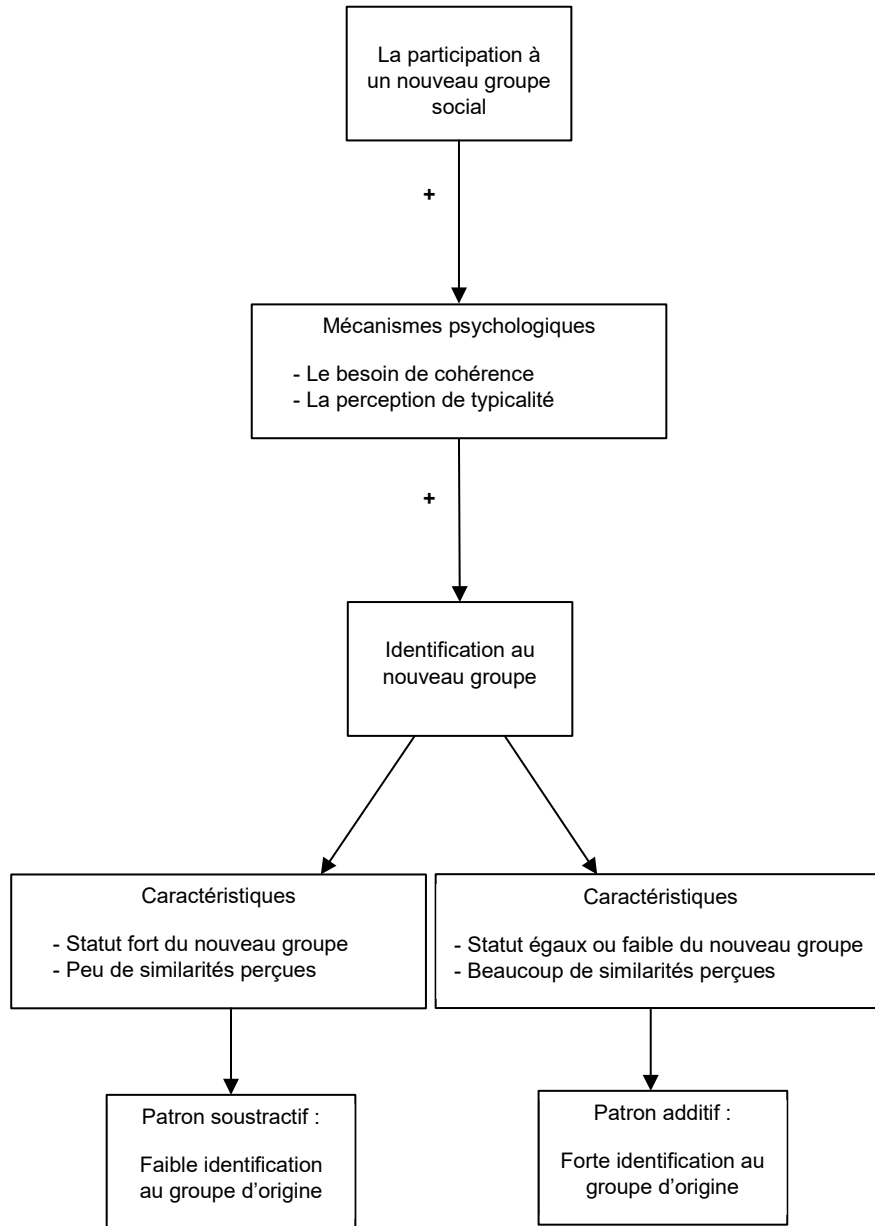 La participation à
un nouveau groupe
social
+
Mécanismes psychologiques
- Le besoin de cohérence
- La perception de typicalité
+
Identification au
nouveau groupe
Caractéristiques
- Statut fort du nouveau groupe
- Peu de similarités perçues
Caractéristiques
- Statut égaux ou faible du nouveau groupe
- Beaucoup de similarités perçues
Patron soustractif :
Faible identification
au groupe d'origine
Patron additif :
Forte identification au
groupe d'origine